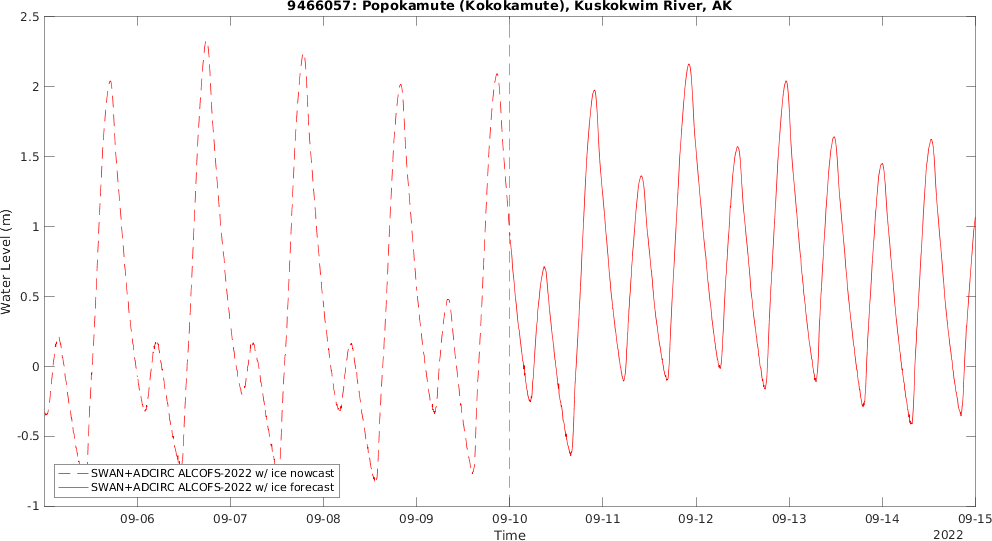 9466057: Popokamute (Kokokamute), Kuskokwim River, AK
2.5
2
1.5
1
0.5
0
-0.5
-1
Water Level (m)
SWAN+ADCIRC ALCOFS-2022 w/ ice nowcast
SWAN+ADCIRC ALCOFS-2022 w/ ice forecast
09-06 09-07 09-08 09-09 09-10 09-11 09-12 09-13 09-14 09-15
Time
2022